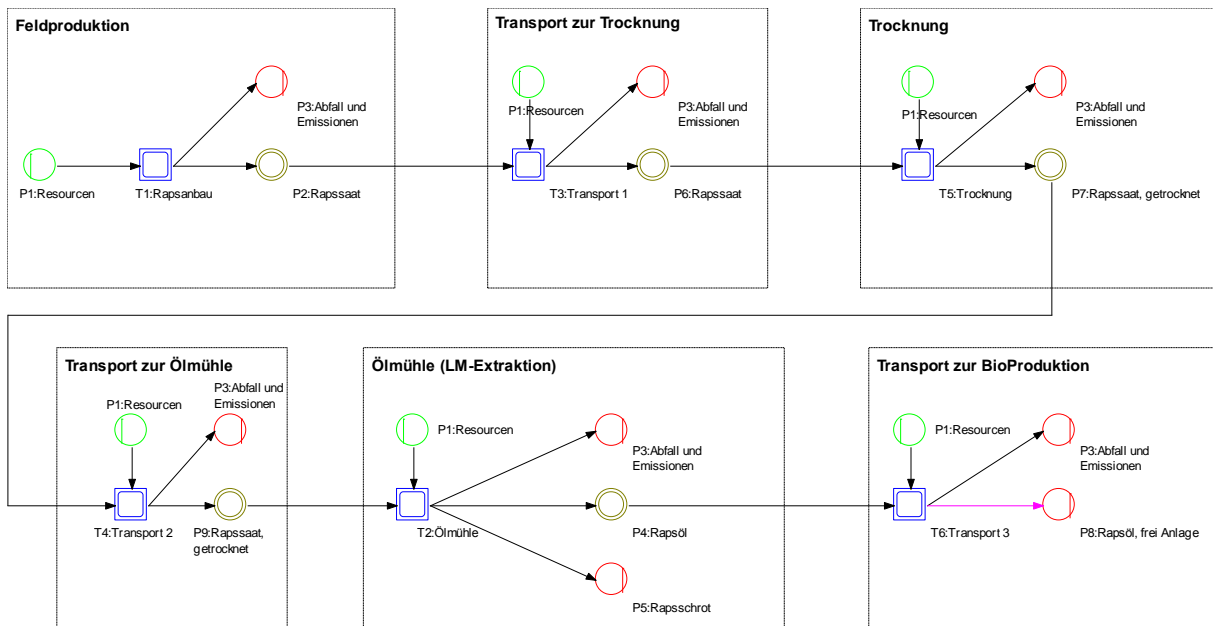 Feldproduktion
P3:Abfall und
Emissionen
P1:Resourcen
T1:Rapsanbau
P2:Rapssaat
Transport zur Trocknung
P1:Resourcen
P3:Abfall und
Emissionen
T3:Transport 1
P6:Rapssaat
Trocknung
P1:Resourcen
P3:Abfall und
Emissionen
T5:Trocknung
P7:Rapssaat, getrocknet
Transport zur Ölmühle
P3:Abfall und
Emissionen
P1:Resourcen
T4:Transport 2
P9:Rapssaat,
getrocknet
Ölmühle (LM-Extraktion)
P1:Resourcen
P3:Abfall und
Emissionen
T2:Ölmühle
P4:Rapsöl
P5:Rapsschrot
Transport zur BioProduktion
P1:Resourcen
P3:Abfall und
Emissionen
T6:Transport 3
P8:Rapsöl, frei Anlage